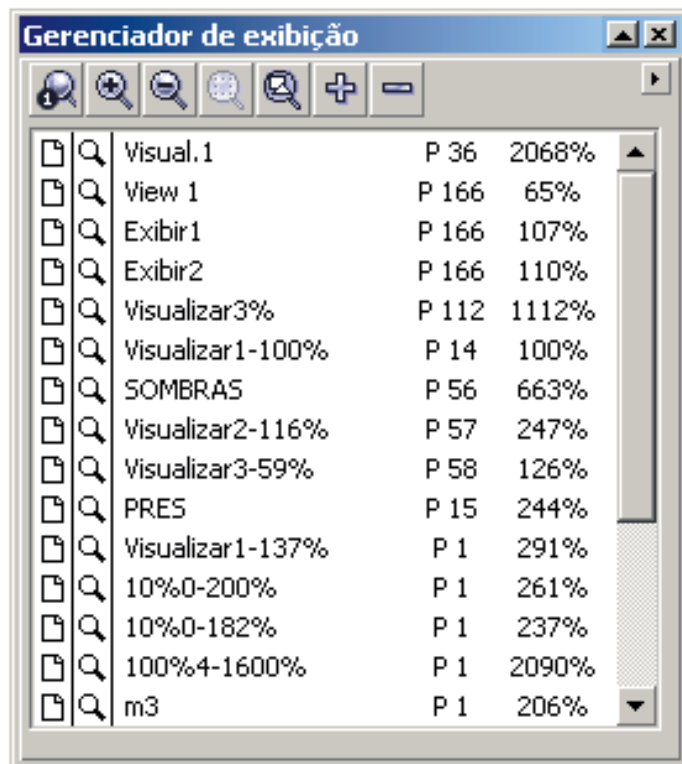 Gerenciador de exibição
1
Visual.1 P 36 2068%
View 1 P 166 65%
Exibir1 P 166 107%
Exibir2 P 166 110%
Visualizar3% P 112 1112%
Visualizar1-100% P 14 100%
SOMBRAS P 56 663%
Visualizar2-116% P 57 247%
Visualizar3-59% P 58 126%
PRES P 15 244%
Visualizar1-137% P 1 291%
10%0-200% P 1 261%
10%0-182% P 1 237%
100%4-1600% P 1 2090%
m3 P 1 206%